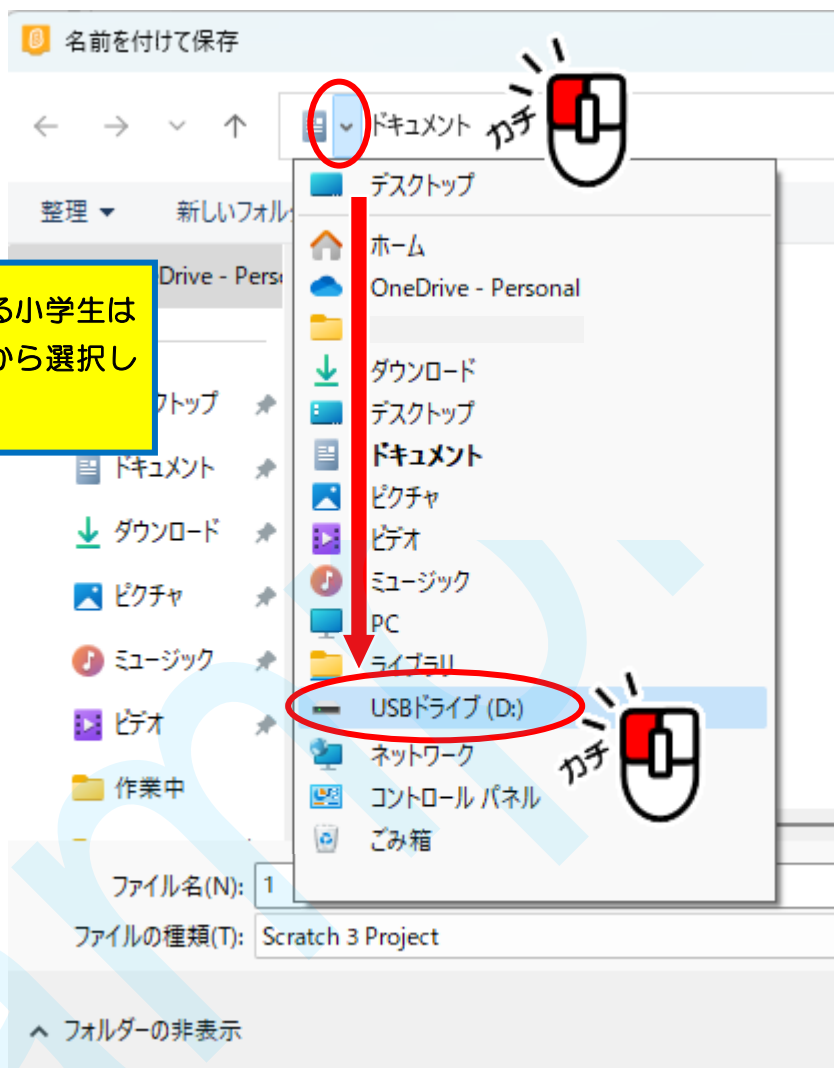 名前を付けて保存
ドキュメント
カチ
整理
新しいフォル
デスクトップ
ホーム
OneDrive - Personal
ダウンロード
デスクトップ
ドキュメント
ピクチャ
ビデオ
ミュージック
PC
ライブラリ
USBドライブ (D:)
カチ
ネットワーク
コントロール パネル
ごみ箱
Drive - Pers
る小学生は
から選択し
クトップ
ドキュメント
ダウンロード
ピクチャ
ミュージック
ビデオ
作業中
ファイル名(N): 1
ファイルの種類(T): Scratch 3 Project
フォルダーの非表示